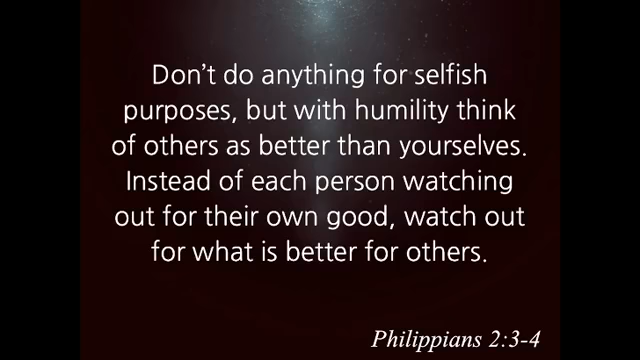 Don’t do anything for selfish
purposes, but with humility think
of others as better than yourselves.
Instead of each person watching
out for their own good, watch out
for what is better for others.
Philippians 2:3-4